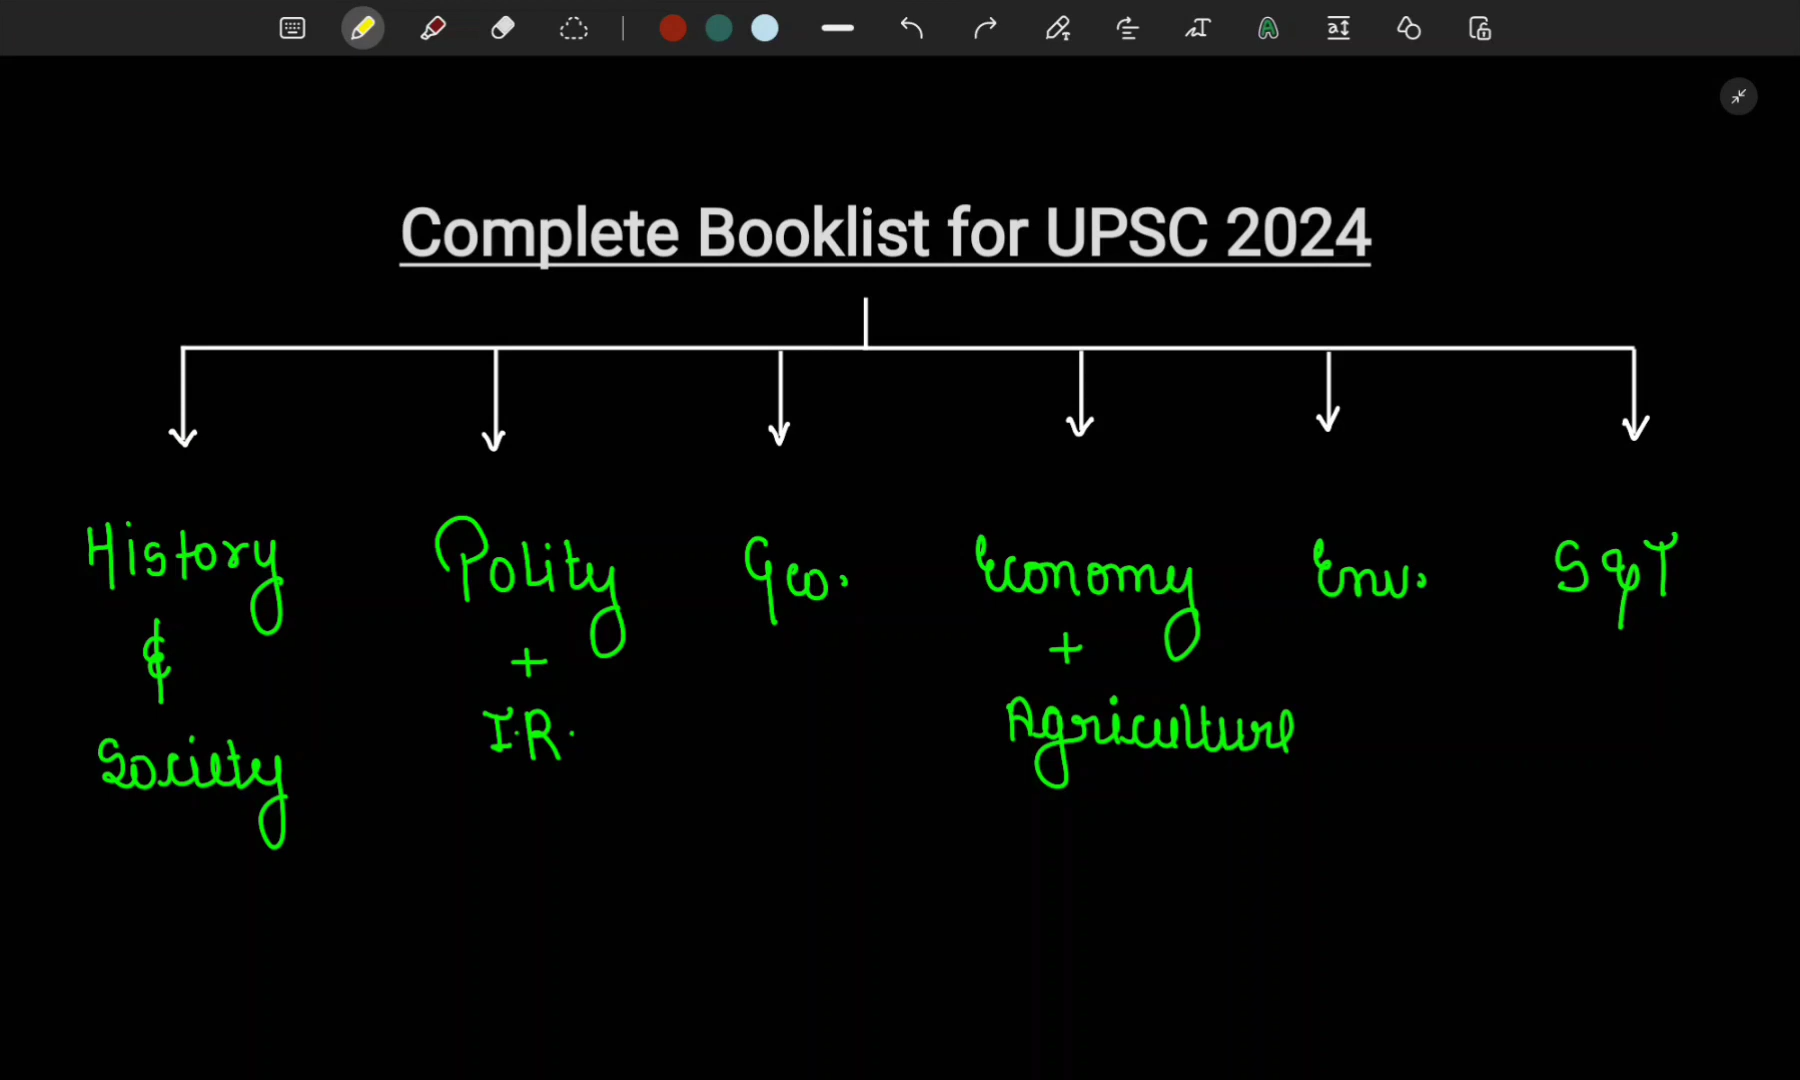 Complete Booklist for UPSC 2024
History
&
Society
Polity
+
I.R.
Geo.
Economy
+
Agriculture
Env.
S&T